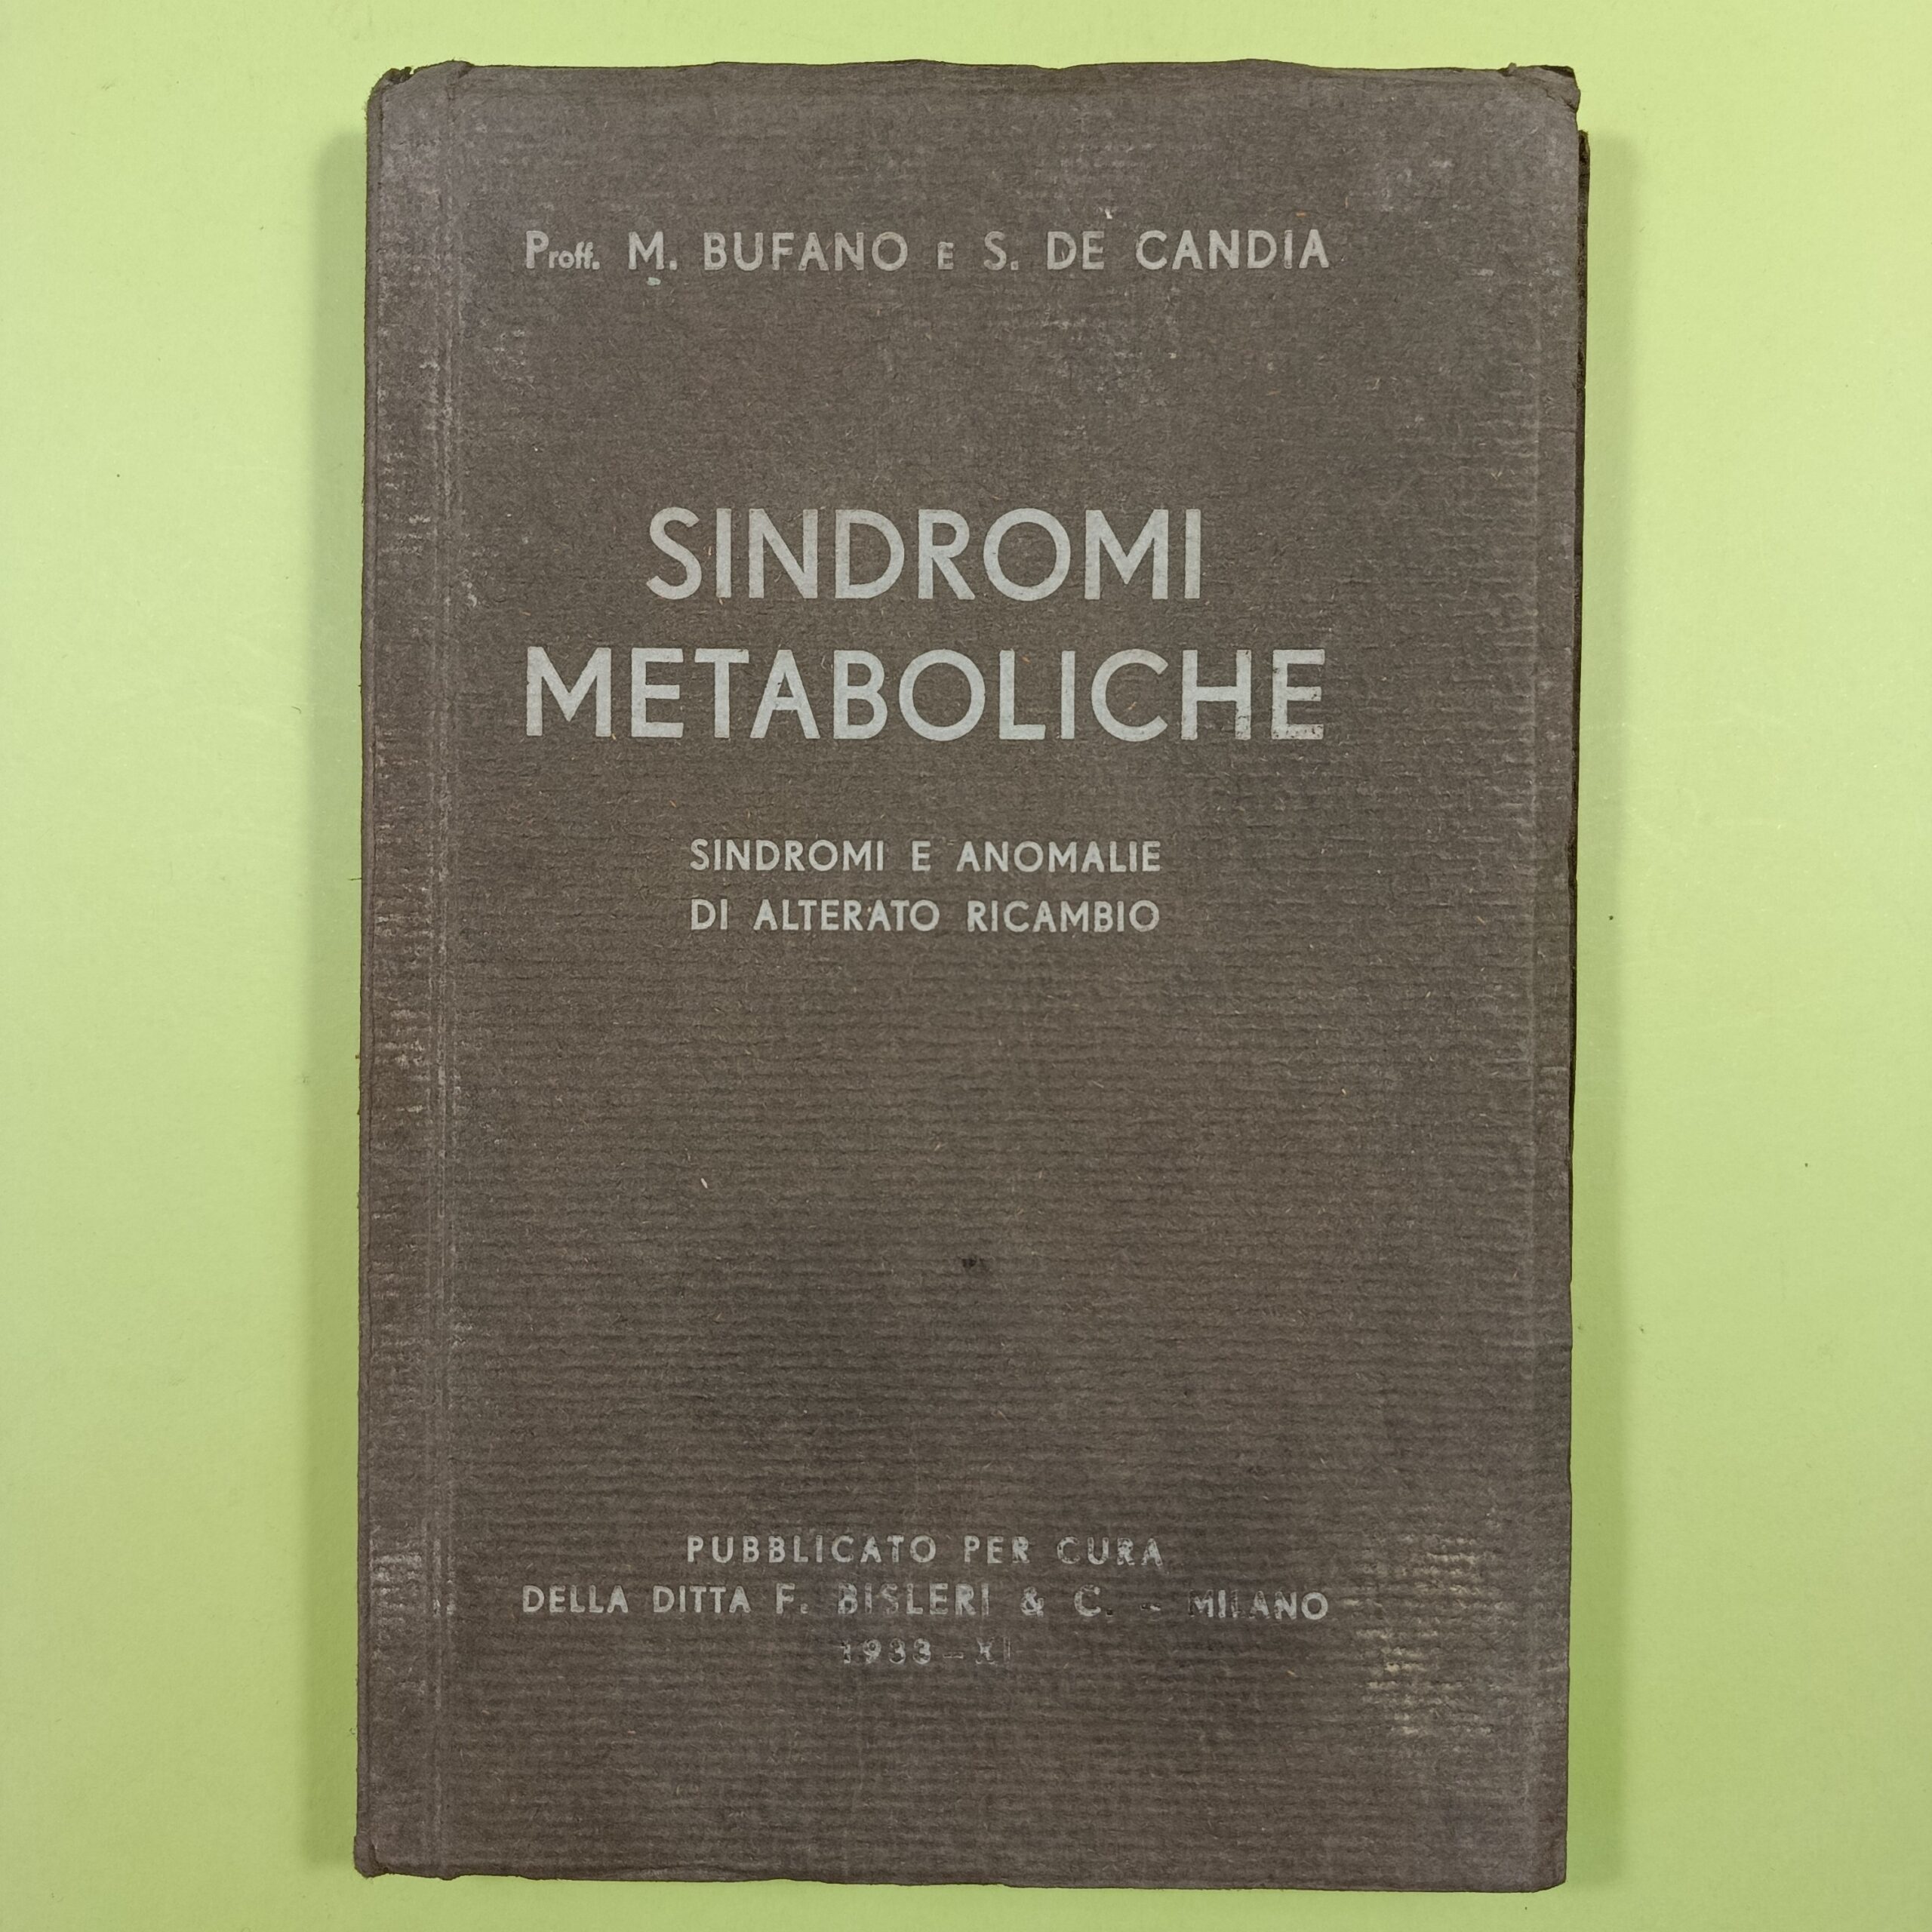 Proff. M. BUFANO E S. DE CANDIA
SINDROMI
METABOLICHE
SINDROMI E ANOMALIE
DI ALTERATO RICAMBIO
PUBBLICATO PER CURA
DELLA DITTA F. BISLERI & C. - MILANO
1933 - XI